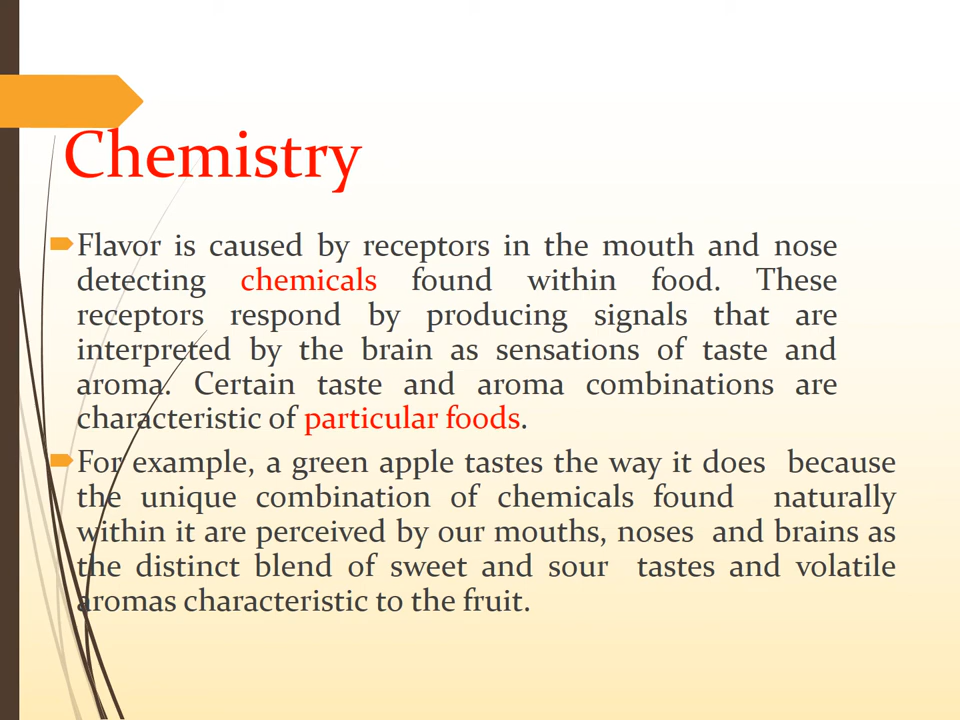 Chemistry
Flavor is caused by receptors in the mouth and nose
detecting chemicals found within food. These
receptors respond by producing signals that are
interpreted by the brain as sensations of taste and
aroma. Certain taste and aroma combinations are
characteristic of particular foods.
For example, a green apple tastes the way it does because
the unique combination of chemicals found naturally
within it are perceived by our mouths, noses and brains as
the distinct blend of sweet and sour tastes and volatile
aromas characteristic to the fruit.